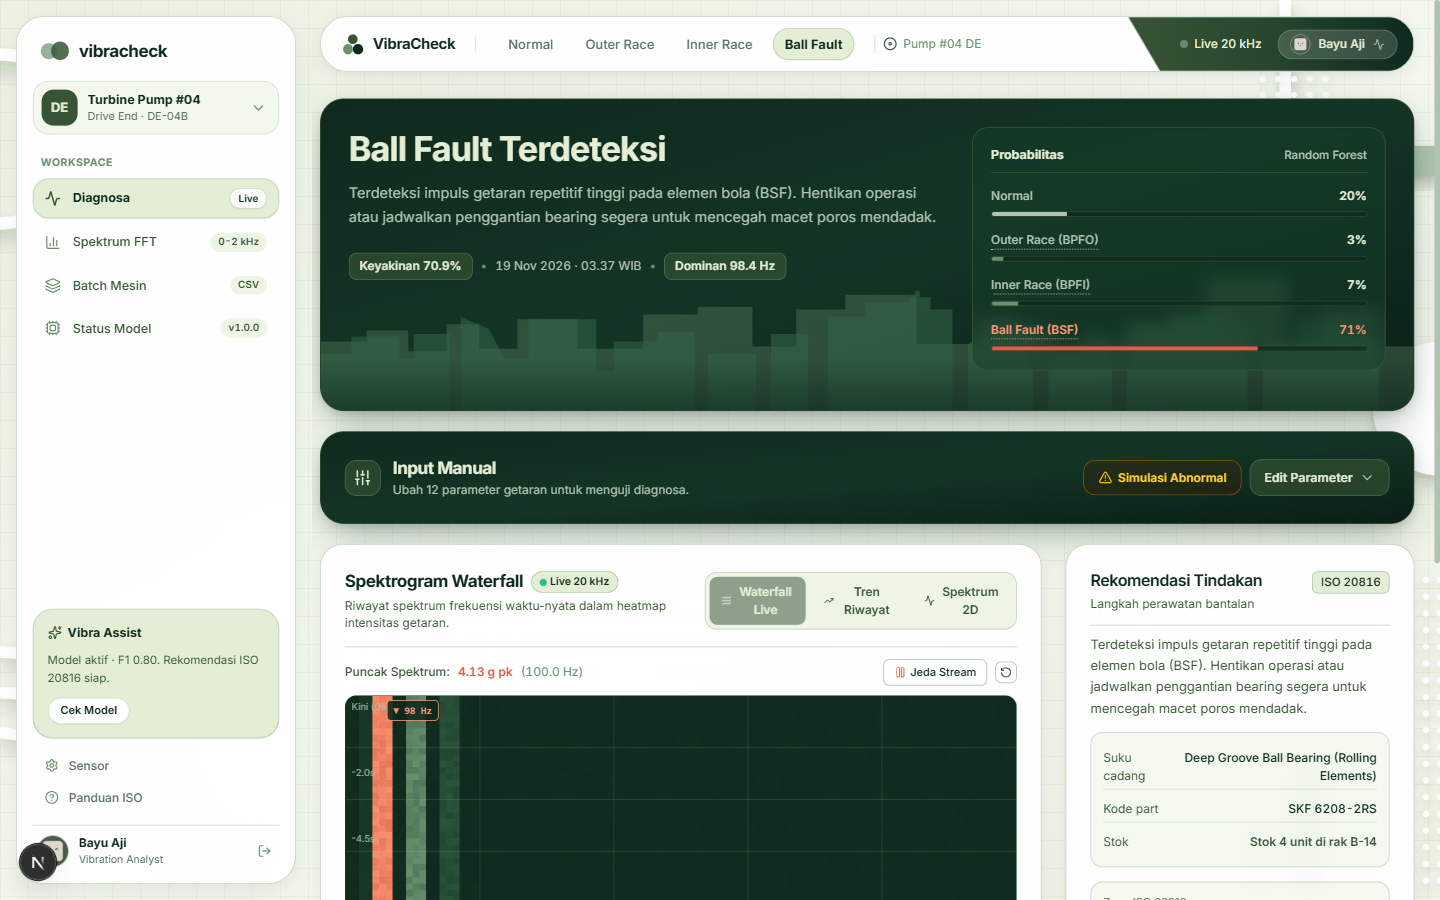 vibracheck
DE
Turbine Pump #04
Drive End · DE-04B
WORKSPACE
Diagnosa
Live
Spektrum FFT
0-2 kHz
Batch Mesin
CSV
Status Model
v1.0.0
Vibra Assist
Model aktif · F1 0.80. Rekomendasi ISO
20816 siap.
Cek Model
Sensor
Panduan ISO
Bayu Aji
Vibration Analyst
N
VibraCheck
Normal
Outer Race
Inner Race
Ball Fault
Pump #04 DE
Live 20 kHz
Bayu Aji
Ball Fault Terdeteksi
Terdeteksi impuls getaran repetitif tinggi pada elemen bola (BSF). Hentikan operasi
atau jadwalkan penggantian bearing segera untuk mencegah macet poros mendadak.
Keyakinan 70.9% • 19 Nov 2026 · 03.37 WIB • Dominan 98.4 Hz
Probabilitas
Random Forest
Normal
20%
Outer Race (BPFO)
3%
Inner Race (BPFI)
7%
Ball Fault (BSF)
71%
Input Manual
Ubah 12 parameter getaran untuk menguji diagnosa.
Simulasi Abnormal
Edit Parameter
Spektrogram Waterfall
Live 20 kHz
Riwayat spektrum frekuensi waktu-nyata dalam heatmap
intensitas getaran.
Waterfall
Live
Tren
Riwayat
Spektrum
2D
Puncak Spektrum: 4.13 g pk (100.0 Hz)
Jeda Stream
Kini
▼ 98 Hz
-2.0s
-4.5s
Rekomendasi Tindakan
ISO 20816
Langkah perawatan bantalan
Terdeteksi impuls getaran repetitif tinggi pada
elemen bola (BSF). Hentikan operasi atau
jadwalkan penggantian bearing segera untuk
mencegah macet poros mendadak.
Suku
cadang
Deep Groove Ball Bearing (Rolling
Elements)
Kode part
SKF 6208-2RS
Stok
Stok 4 unit di rak B-14